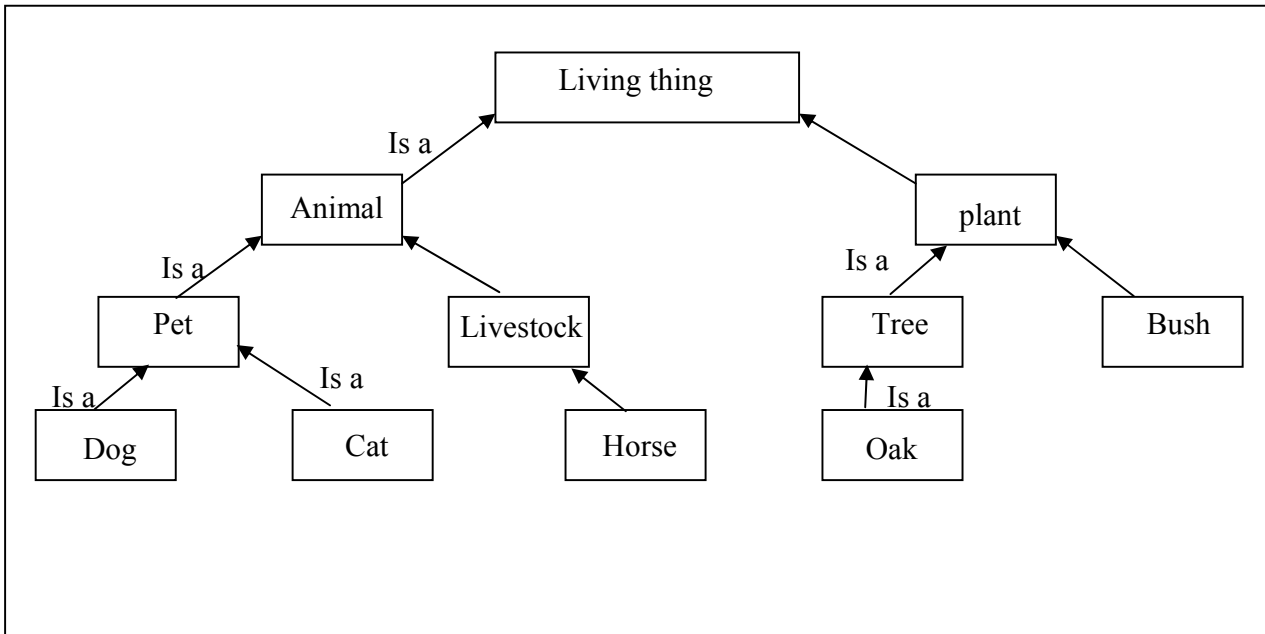 Living thing
Is a
Animal
plant
Is a
Is a
Pet
Livestock
Tree
Bush
Is a
Is a
Is a
Dog
Cat
Horse
Oak